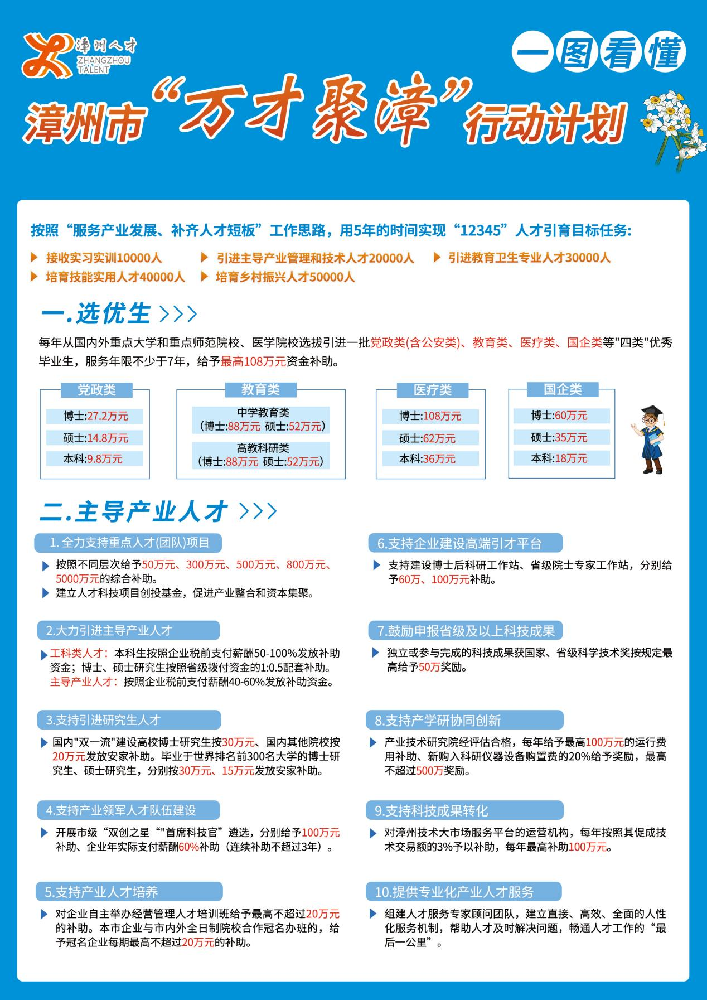 漳州人才
ZHANGZHOU
TALENT
一图看懂
漳州市“万才聚漳”行动计划
按照“服务产业发展、补齐人才短板”工作思路，用5年的时间实现“12345”人才引育目标任务:
接收实习实训10000人 引进主导产业管理和技术人才20000人 引进教育卫生专业人才30000人
培育技能实用人才40000人 培育乡村振兴人才50000人
一.选优生
每年从国内外重点大学和重点师范院校、医学院校选拔引进一批党政类(含公安类)、教育类、医疗类、国企类等"四类"优秀
毕业生，服务年限不少于7年，给予最高108万元资金补助。
党政类
博士:27.2万元
硕士:14.8万元
本科:9.8万元
教育类
中学教育类
（博士:88万元 硕士:52万元）
高教科研类
（博士:88万元 硕士:52万元）
医疗类
博士:108万元
硕士:62万元
本科:36万元
国企类
博士:60万元
硕士:35万元
本科:18万元
二.主导产业人才
1. 全力支持重点人才(团队)项目
按照不同层次给予50万元、300万元、500万元、800万元、
5000万元的综合补助。
建立人才科技项目创投基金，促进产业整合和资本集聚。
2.大力引进主导产业人才
工科类人才：本科生按照企业税前支付薪酬50-100%发放补助
资金；博士、硕士研究生按照省级拨付资金的1:0.5配套补助。
主导产业人才：按照企业税前支付薪酬40-60%发放补助资金。
3.支持引进研究生人才
国内"双一流"建设高校博士研究生按30万元、国内其他院校按
20万元发放安家补助。毕业于世界排名前300名大学的博士研
究生、硕士研究生，分别按30万元、15万元发放安家补助。
4.支持产业领军人才队伍建设
开展市级“双创之星“"首席科技官”遴选，分别给予100万元
补助、企业年实际支付薪酬60%补助（连续补助不超过3年）。
5.支持产业人才培养
对企业自主举办经营管理人才培训班给予最高不超过20万元
的补助。本市企业与市内外全日制院校合作冠名办班的，给
予冠名企业每期最高不超过20万元的补助。
6.支持企业建设高端引才平台
支持建设博士后科研工作站、省级院士专家工作站，分别给
予60万、100万元补助。
7.鼓励申报省级及以上科技成果
独立或参与完成的科技成果获国家、省级科学技术奖按规定最
高给予50万奖励。
8.支持产学研协同创新
产业技术研究院经评估合格，每年给予最高100万元的运行费
用补助、新购入科研仪器设备购置费的20%给予奖励，最高
不超过500万奖励。
9.支持科技成果转化
对漳州技术大市场服务平台的运营机构，每年按照其促成技
术交易额的3%予以补助，每年最高补助100万元。
10.提供专业化产业人才服务
组建人才服务专家顾问团队，建立直接、高效、全面的人性
化服务机制，帮助人才及时解决问题，畅通人才工作的“最
后一公里”。